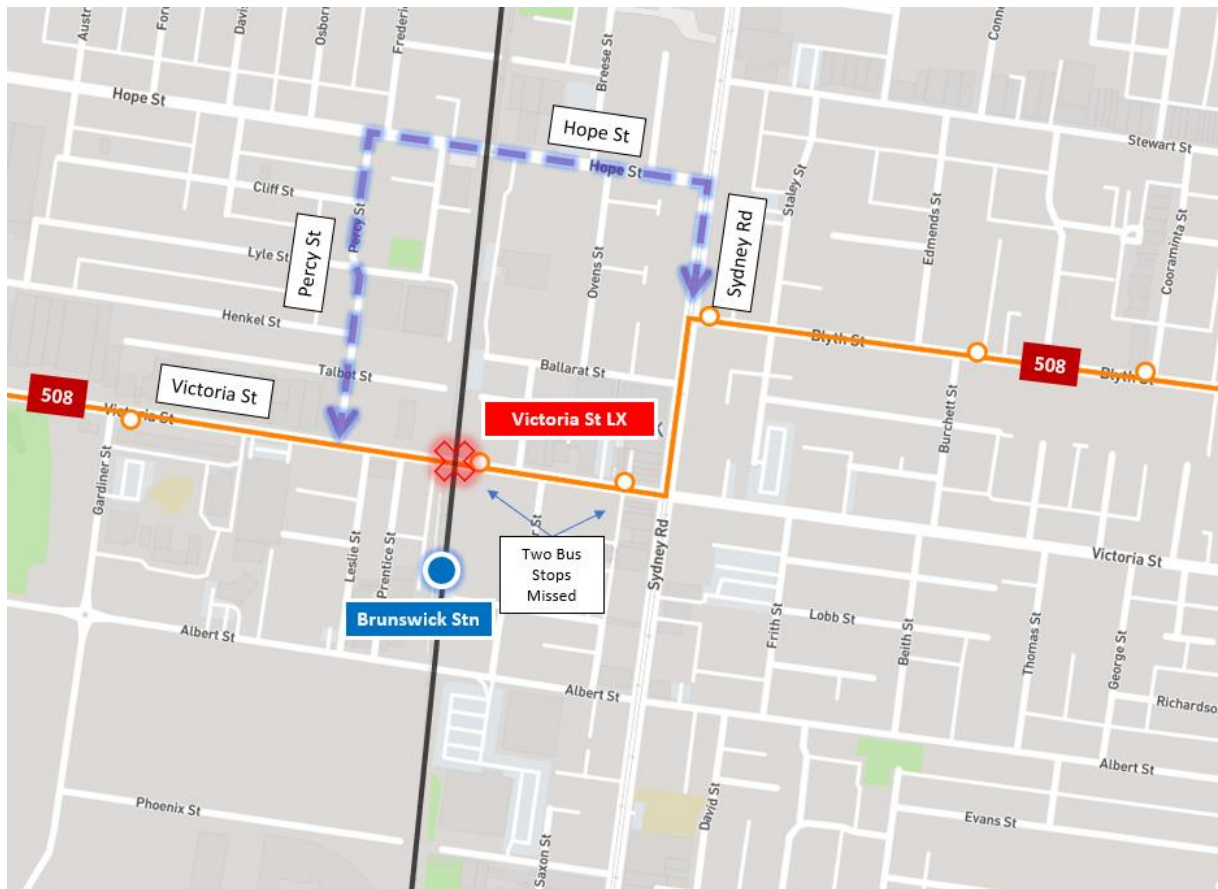 Hope St
Hope St
Hope St
Breese St
Stewart St
Cliff St
Percy St
Percy St
Lyle St
Staley St
Edmends St
Cooraminta St
Sydney Rd
Ovens St
Henkel St
Blyth St
508
Blyth St
Talbot St
Ballarat St
508
Victoria St
Victoria St
Victoria St LX
Burchett St
Gardiner St
Leslie St
Prentice St
Two Bus
Stops
Missed
Sydney Rd
Victoria St
Brunswick Stn
Albert St
Frith St
Lobb St
Beith St
Thomas St
George St
Albert St
Richardson
Albert St
Phoenix St
David St
Evans St
Saxon St